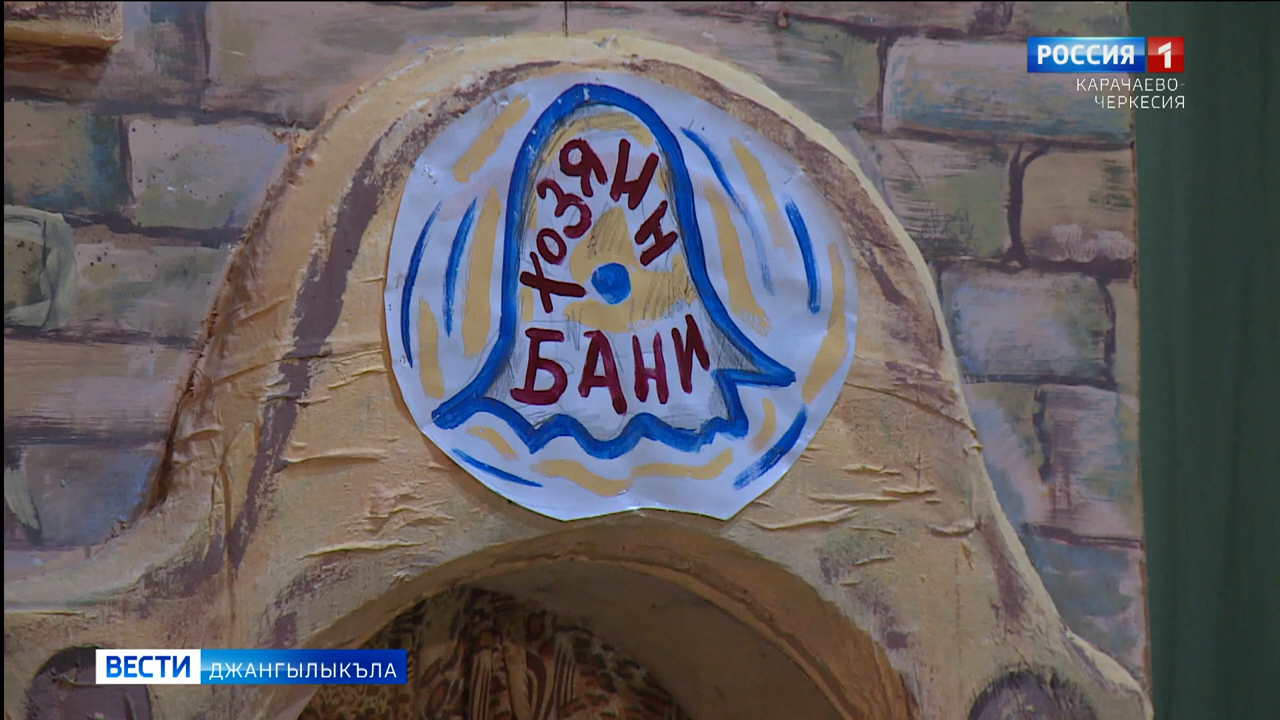 РОССИЯ 1
КАРАЧАЕВО-
ЧЕРКЕСИЯ
ХОЗЯИН
БАНИ
ВЕСТИ ДЖАНГЫЛЫКЪЛА